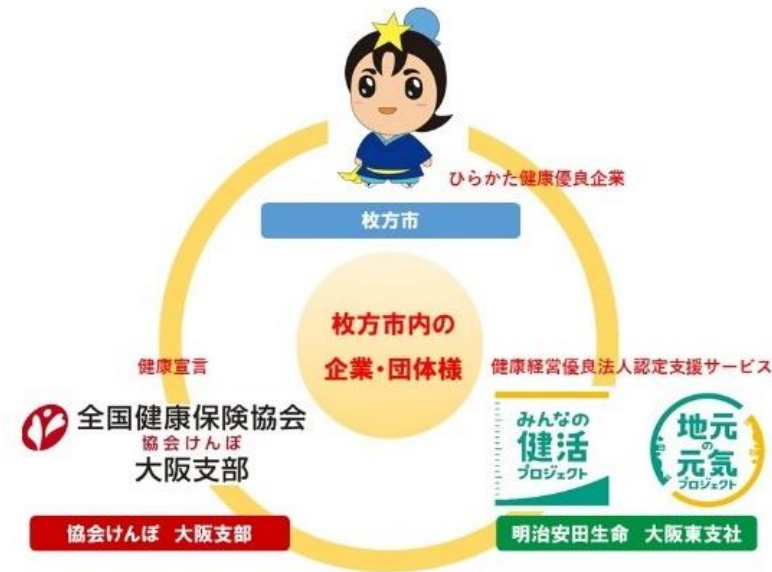 ひらかた健康優良企業
枚方市
枚方市内の
企業・団体様
健康宣言
全国健康保険協会
協会けんぽ
大阪支部
協会けんぽ 大阪支部
健康経営優良法人認定支援サービス
みんなの
健活
プロジェクト
地元
の
元気
プロジェクト
明治安田生命 大阪東支社